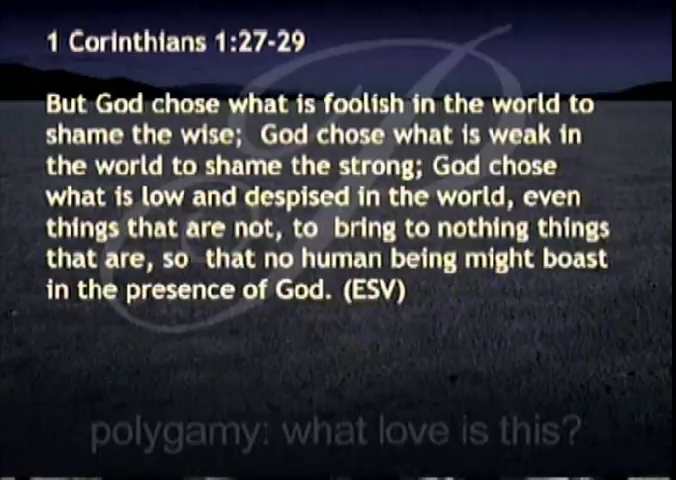 1 Corinthians 1:27-29
But God chose what is foolish in the world to
shame the wise; God chose what is weak in
the world to shame the strong; God chose
what is low and despised in the world, even
things that are not, to bring to nothing things
that are, so that no human being might boast
in the presence of God. (ESV)
polygamy: what love is this?